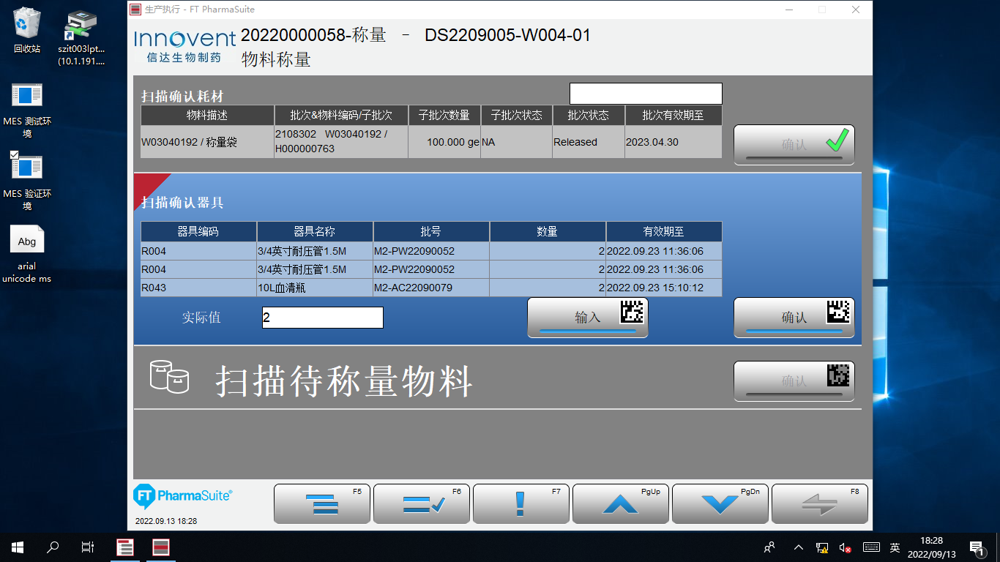 生产执行 - FT PharmaSuite
回收站
szit003lpt...
(10.1.191....
MES 测试环
境
MES 验证环
境
Abg
arial
unicode ms
Innovent
信达生物制药
20220000058-称量 - DS2209005-W004-01
物料称量
扫描确认耗材
物料描述 批次&物料编码/子批次 子批次数量 子批次状态 批次状态 批次有效期至
W03040192 / 称量袋 2108302 W03040192 / H000000763 100.000 ge NA Released 2023.04.30
确认
扫描确认器具
器具编码 器具名称 批号 数量 有效期至
R004 3/4英寸耐压管1.5M M2-PW22090052 2 2022.09.23 11:36:06
R004 3/4英寸耐压管1.5M M2-PW22090052 2 2022.09.23 11:36:06
R043 10L血清瓶 M2-AC22090079 2 2022.09.23 15:10:12
实际值 2 输入 确认
扫描待称量物料 确认
FT PharmaSuite
2022.09.13 18:28
F5 F6 F7 PgUp PgDn F8
英
18:28
2022/09/13
1